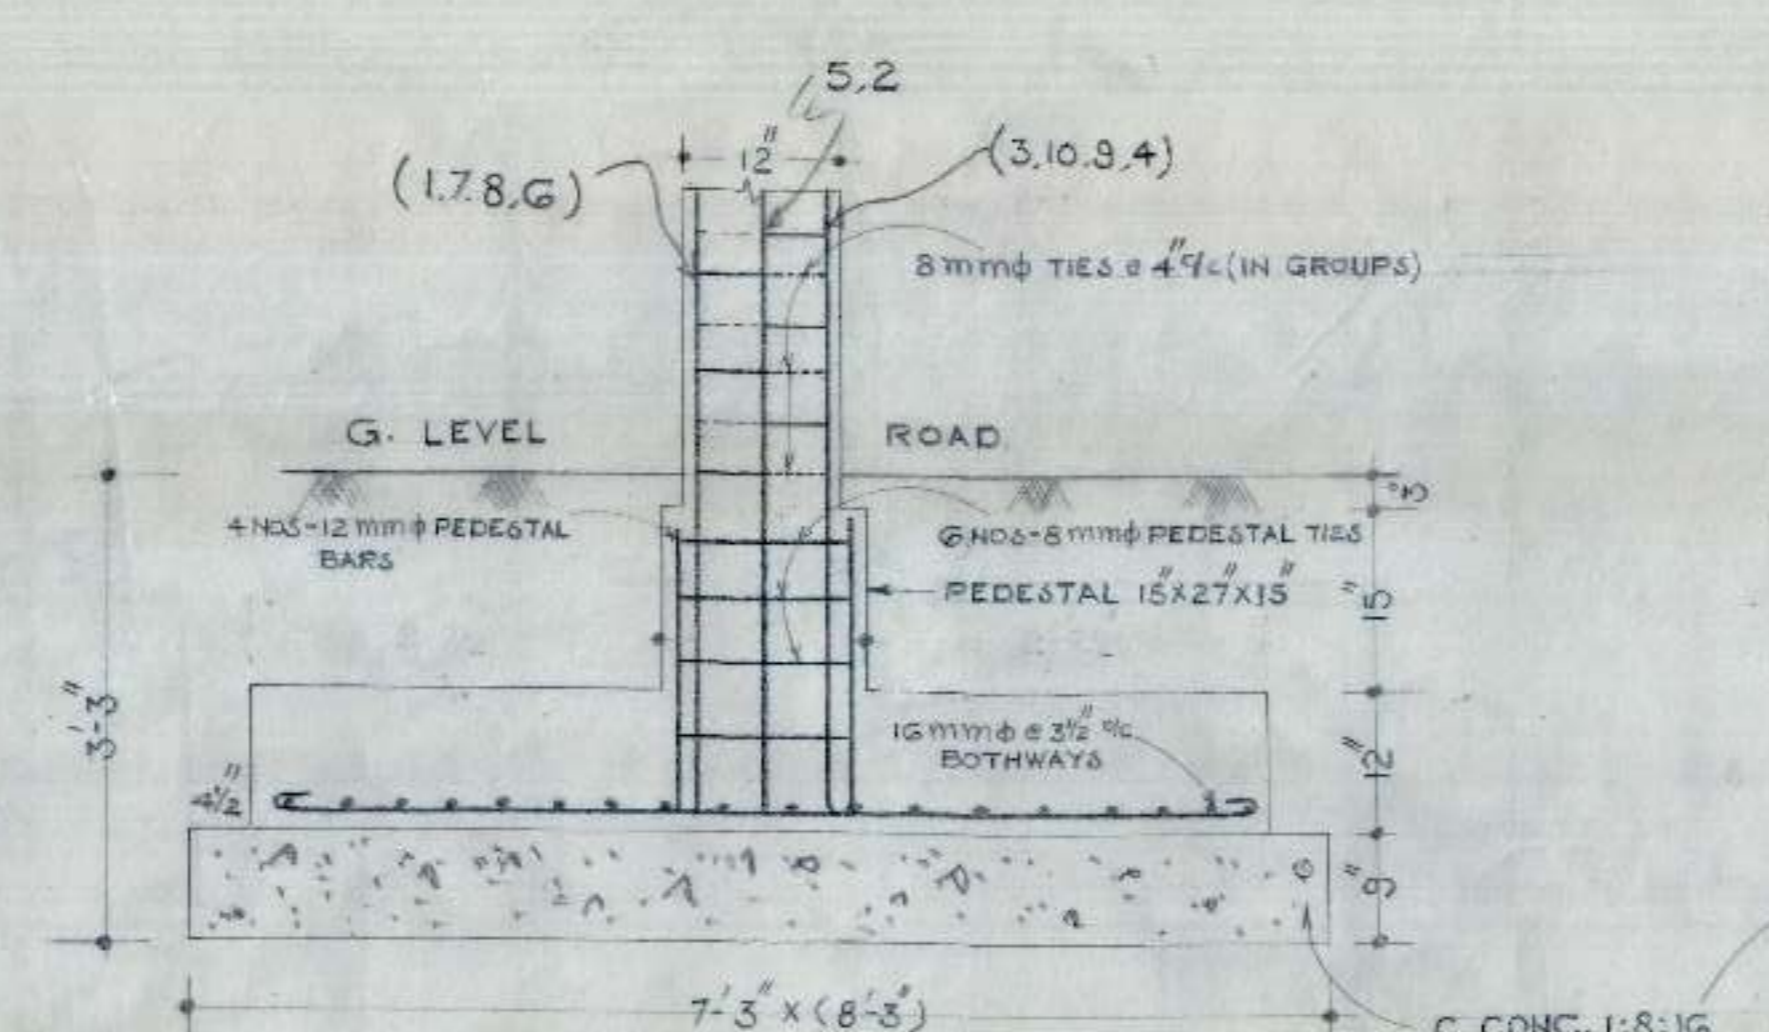 5,2
12"
(1.7.8,6)
(3,10.9.4)
8mmϕ TIES @ 4" c/c (IN GROUPS)
G. LEVEL
ROAD
3"
4 NOS-12 mmϕ PEDESTAL
BARS
6 NOS-8 mmϕ PEDESTAL TIES
PEDESTAL 15"X27"X15"
15"
3'-3"
16 mmϕ @ 3½" c/c
BOTHWAYS
12"
4½"
9"
7'-3" X (8'-3")
C. CONC. 1:8:16